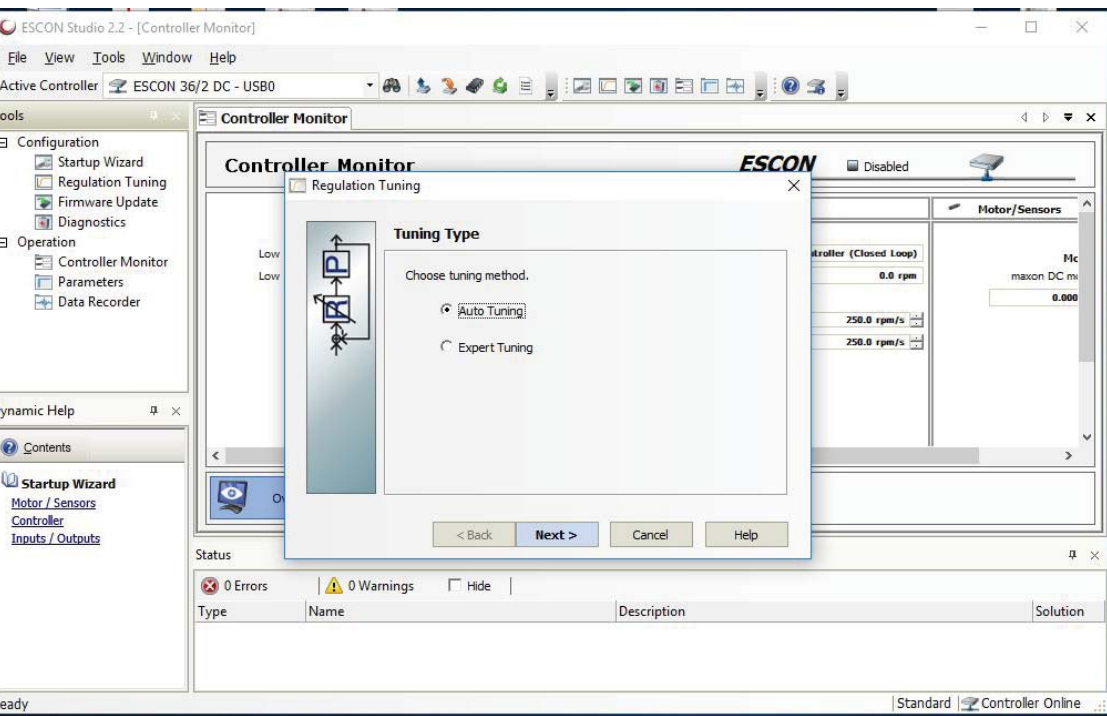 ESCON Studio 2.2 - [Controller Monitor]
File View Tools Window Help
Active Controller ESCON 36/2 DC - USB0
ools
Configuration
Startup Wizard
Regulation Tuning
Firmware Update
Diagnostics
Operation
Controller Monitor
Parameters
Data Recorder
ynamic Help
Contents
Startup Wizard
Motor / Sensors
Controller
Inputs / Outputs
Controller Monitor
Controller Monitor
ESCON Disabled
Low
Low
Regulation Tuning
P
R
Tuning Type
Choose tuning method.
Auto Tuning
Expert Tuning
< Back Next > Cancel Help
troller (Closed Loop)
0.0 rpm
250.0 rpm/s
250.0 rpm/s
Motor/Sensors
Mo
maxon DC mo
0.000
Ov
Status
0 Errors 0 Warnings Hide
Type Name Description Solution
eady Standard Controller Online